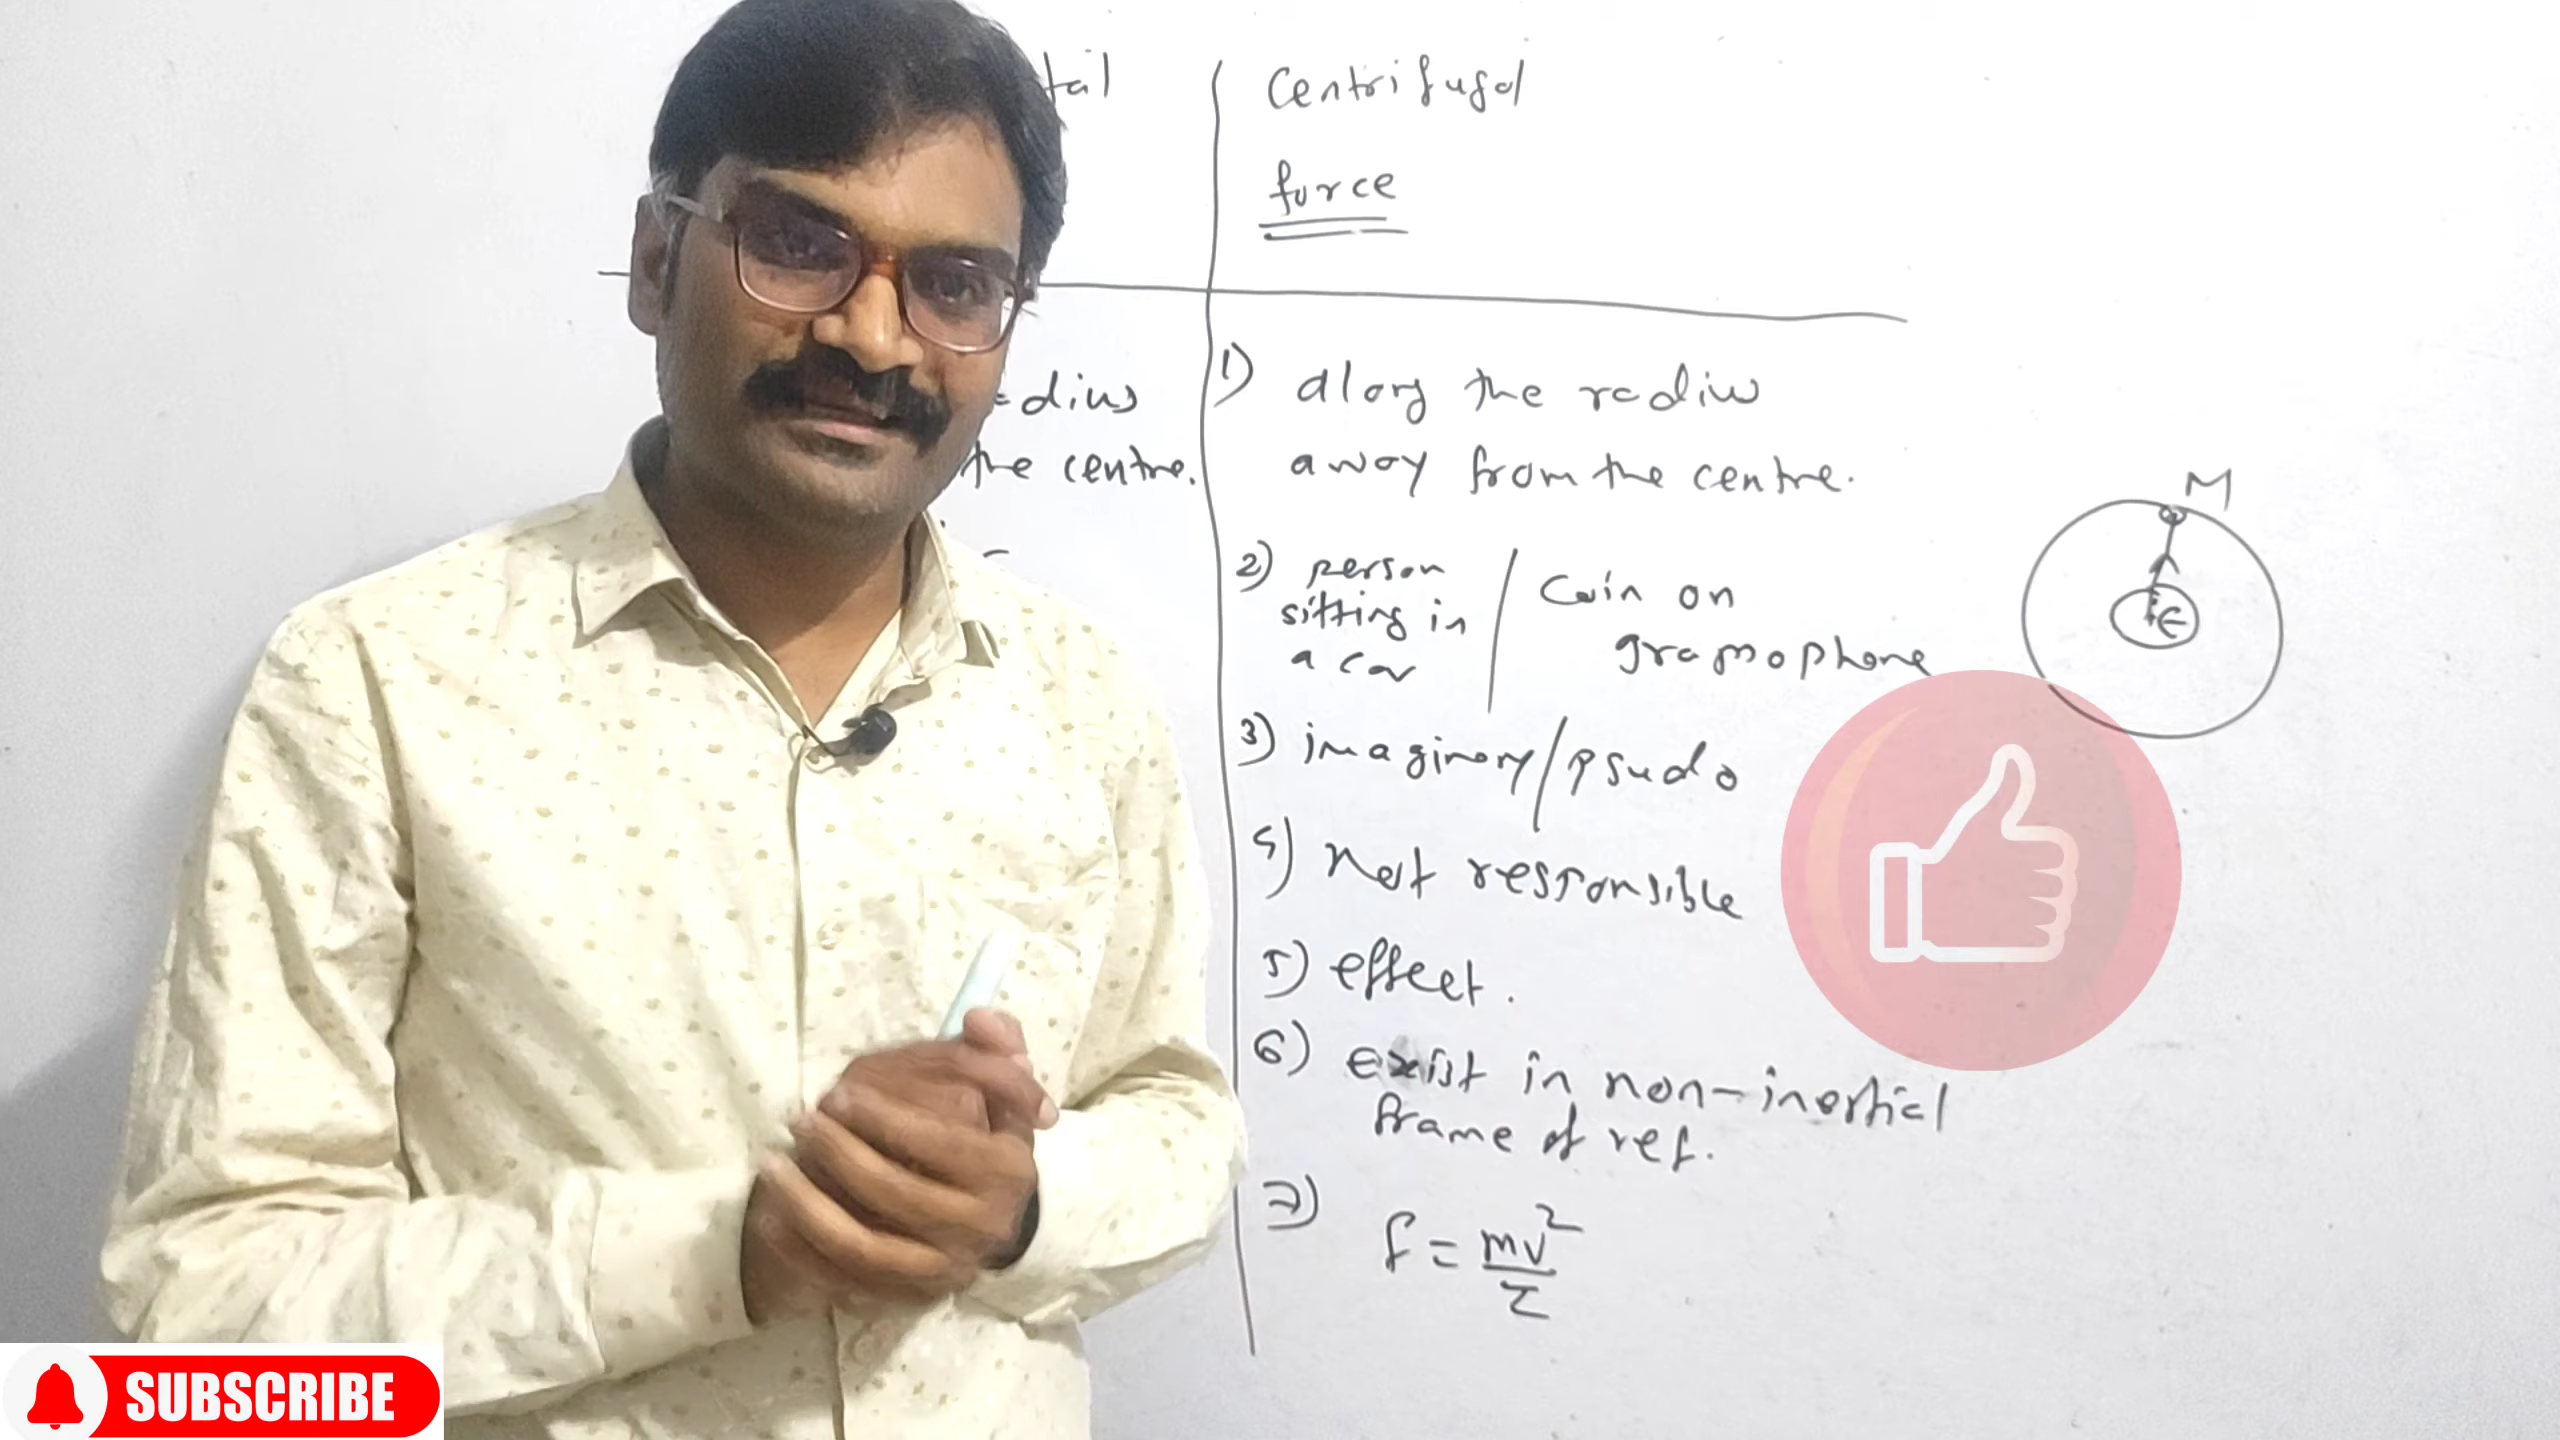 tal
Centrifugal
force
dius
the centre.
1) along the radius
away from the centre.
2) person
sitting in
a car
/ Coin on
gramophone
3) imaginary/psudo
4) not responsible
5) effect.
6) exist in non-inertial
frame of ref.
7) f = mv²
r
M
E
SUBSCRIBE